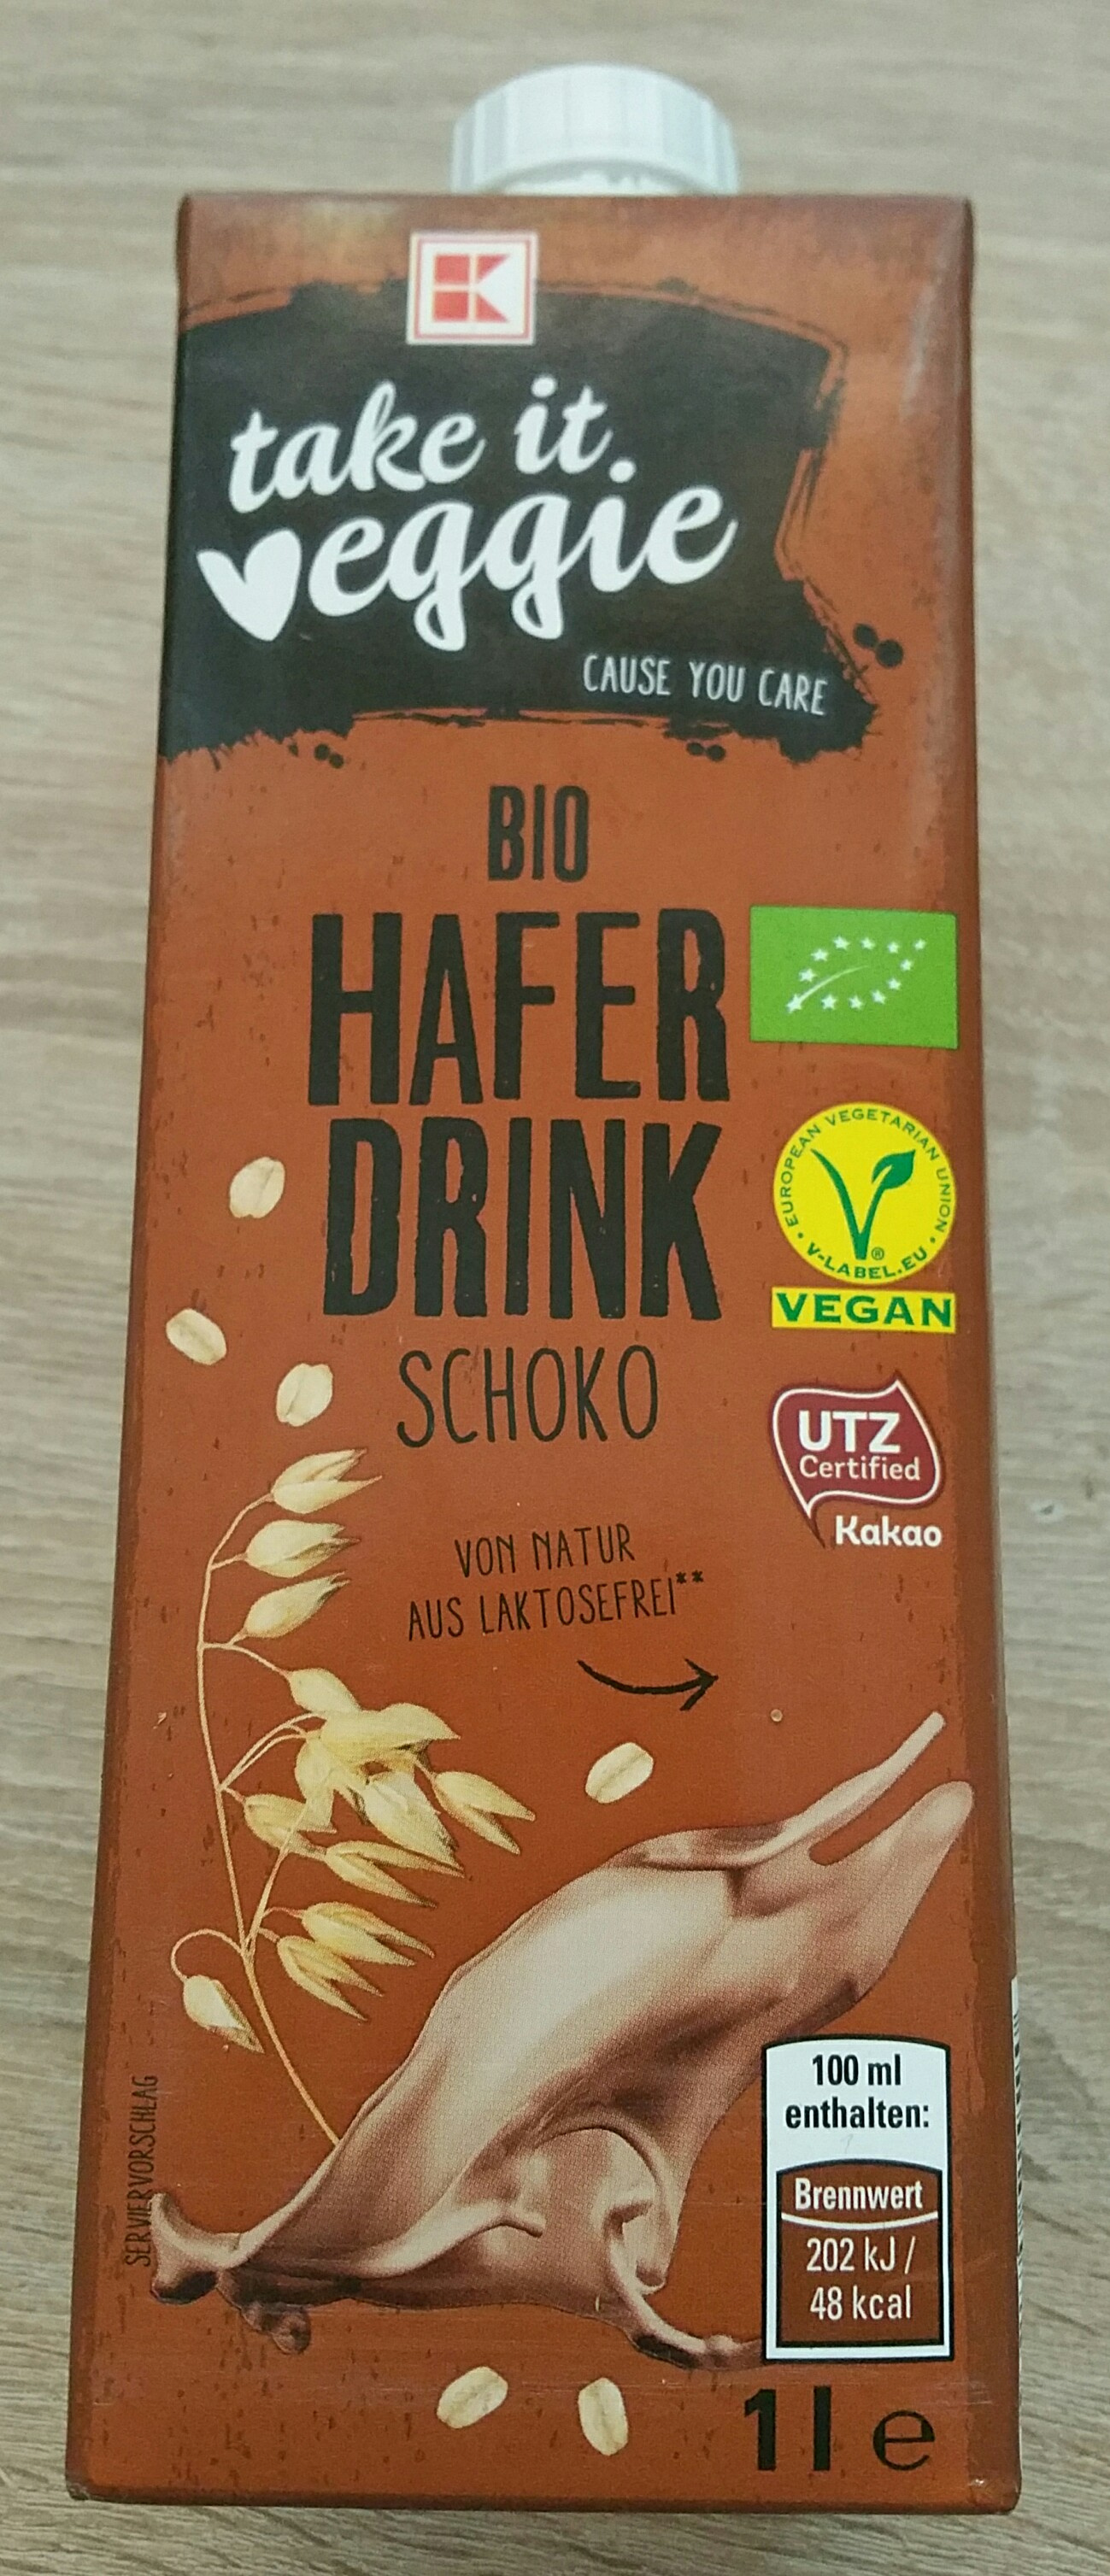 K
take it
veggie
CAUSE YOU CARE
BIO
HAFER
DRINK
SCHOKO
EUROPEAN VEGETARIAN UNION
V-LABEL.EU
®
VEGAN
UTZ
Certified
Kakao
VON NATUR
AUS LAKTOSEFREI**
SERVIERVORSCHLAG
100 ml
enthalten:
Brennwert
202 kJ /
48 kcal
1 l e